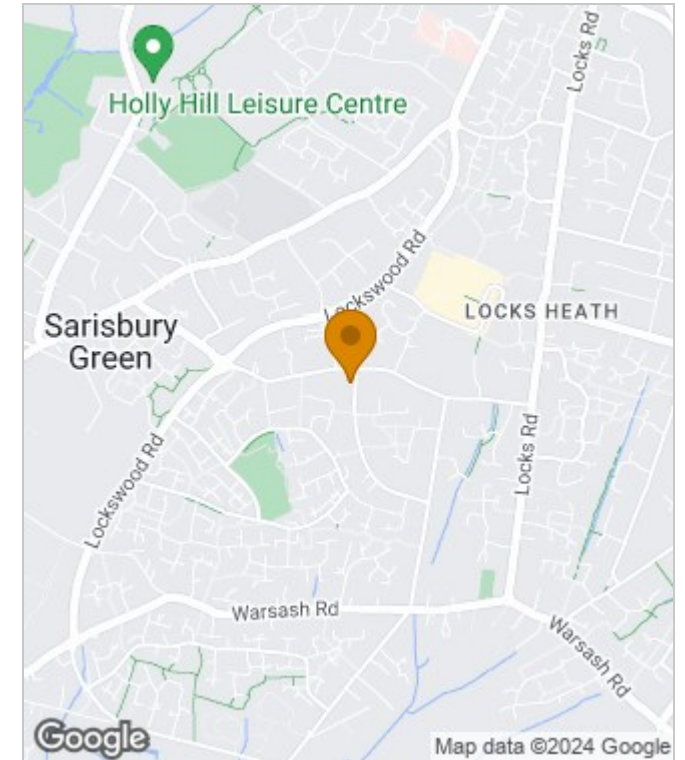 Locks Rd
Holly Hill Leisure Centre
Lockswood Rd
LOCKS HEATH
Sarisbury
Green
Locks Rd
Lockswood Rd
Warsash Rd
Warsash Rd
Google
Map data ©2024 Google